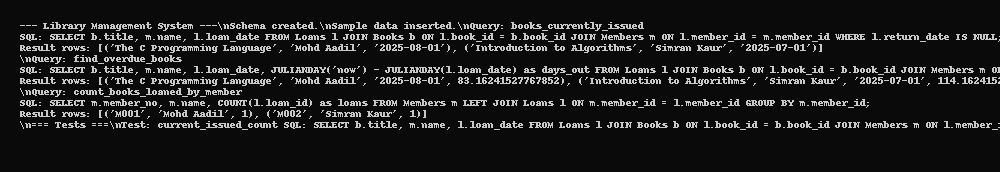 --- Library Management System ---\nSchema created.\nSample data inserted.\nQuery: books_currently_issued
SQL: SELECT b.title, m.name, l.loan_date FROM Loans l JOIN Books b ON l.book_id = b.book_id JOIN Members m ON l.member_id = m.member_id WHERE l.return_date IS NULL;
Result rows: [('The C Programming Language', 'Mohd Aadil', '2025-08-01'), ('Introduction to Algorithms', 'Simran Kaur', '2025-07-01')]
\nQuery: find_overdue_books
SQL: SELECT b.title, m.name, l.loan_date, JULIANDAY('now') - JULIANDAY(l.loan_date) as days_out FROM Loans l JOIN Books b ON l.book_id = b.book_id JOIN Members m O
Result rows: [('The C Programming Language', 'Mohd Aadil', '2025-08-01', 83.16241527767852), ('Introduction to Algorithms', 'Simran Kaur', '2025-07-01', 114.1624152
\nQuery: count_books_loaned_by_member
SQL: SELECT m.member_no, m.name, COUNT(l.loan_id) as loans FROM Members m LEFT JOIN Loans l ON m.member_id = l.member_id GROUP BY m.member_id;
Result rows: [('M001', 'Mohd Aadil', 1), ('M002', 'Simran Kaur', 1)]
\n=== Tests ===\nTest: current_issued_count SQL: SELECT b.title, m.name, l.loan_date FROM Loans l JOIN Books b ON l.book_id = b.book_id JOIN Members m ON l.member_i